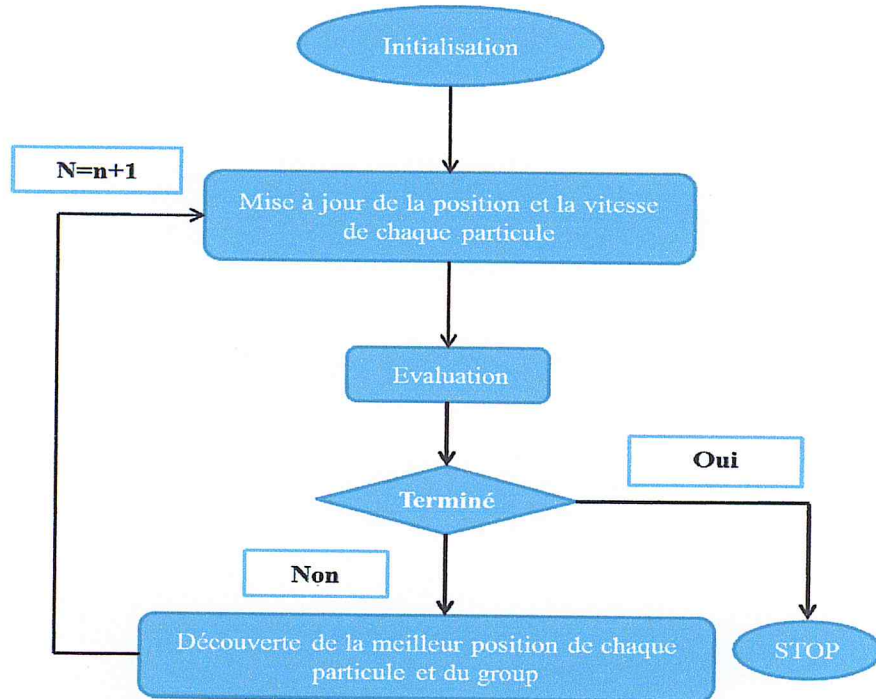 Initialisation
N=n+1
Mise à jour de la position et la vitesse
de chaque particule
Evaluation
Oui
Terminé
Non
Découverte de la meilleur position de chaque
particule et du group
STOP